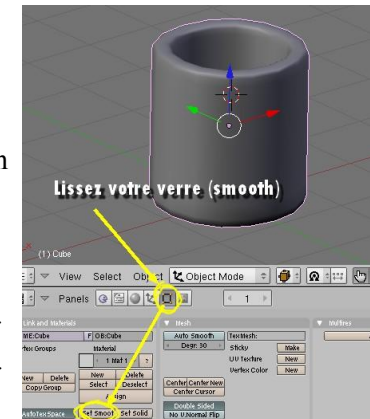 Lissez votre verre (smooth)
(1) Cube
View Select Object Object Mode
Panels 1
Link and Materials Mesh Multires
ME:Cube F OB:Cube Auto Smooth TexMesh:
Vertex Groups Material Degr: 30 Sticky Make
1 Mat 1 ? UV Texture New
New Delete New Delete Vertex Color New
Copy Group Select Deselect Center Center New
Assign Center Cursor
Double Sided
AutoTexSpace Set Smoot Set Solid No V.Normal Flip